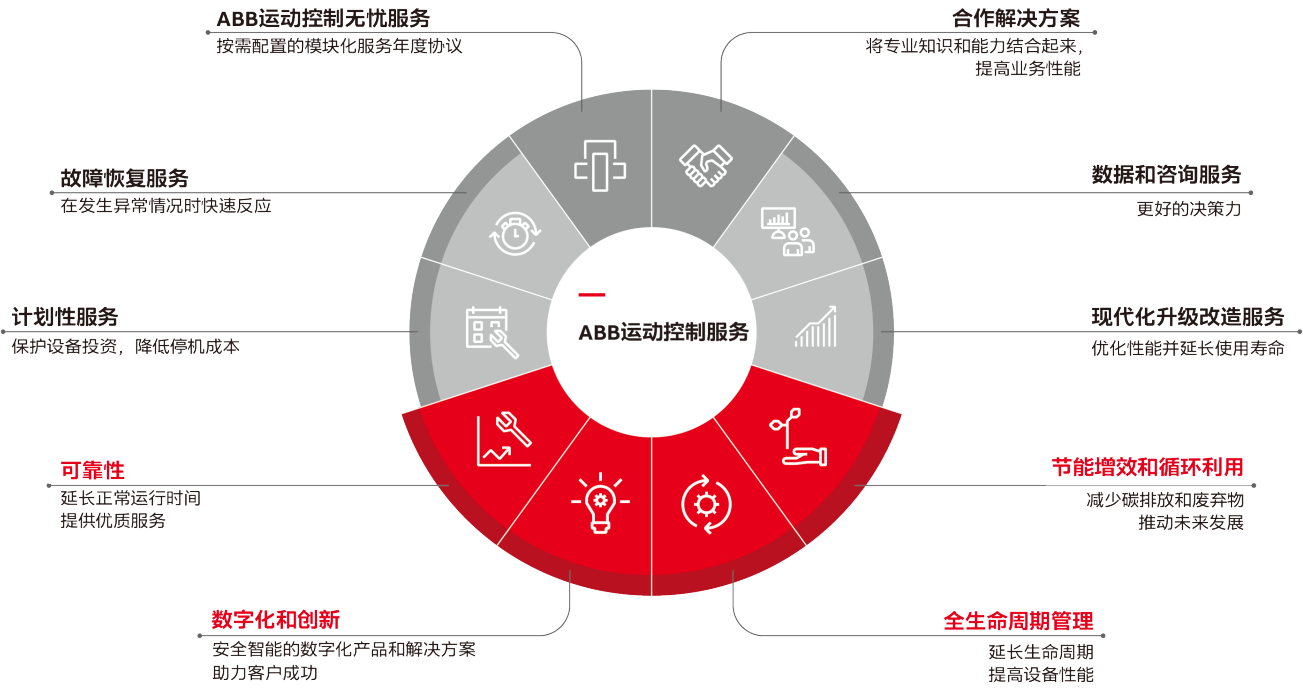 ABB运动控制无忧服务
按需配置的模块化服务年度协议
合作解决方案
将专业知识和能力结合起来，
提高业务性能
故障恢复服务
在发生异常情况时快速反应
数据和咨询服务
更好的决策力
计划性服务
保护设备投资，降低停机成本
ABB运动控制服务
现代化升级改造服务
优化性能并延长使用寿命
可靠性
延长正常运行时间
提供优质服务
节能增效和循环利用
减少碳排放和废弃物
推动未来发展
数字化和创新
安全智能的数字化产品和解决方案
助力客户成功
全生命周期管理
延长生命周期
提高设备性能